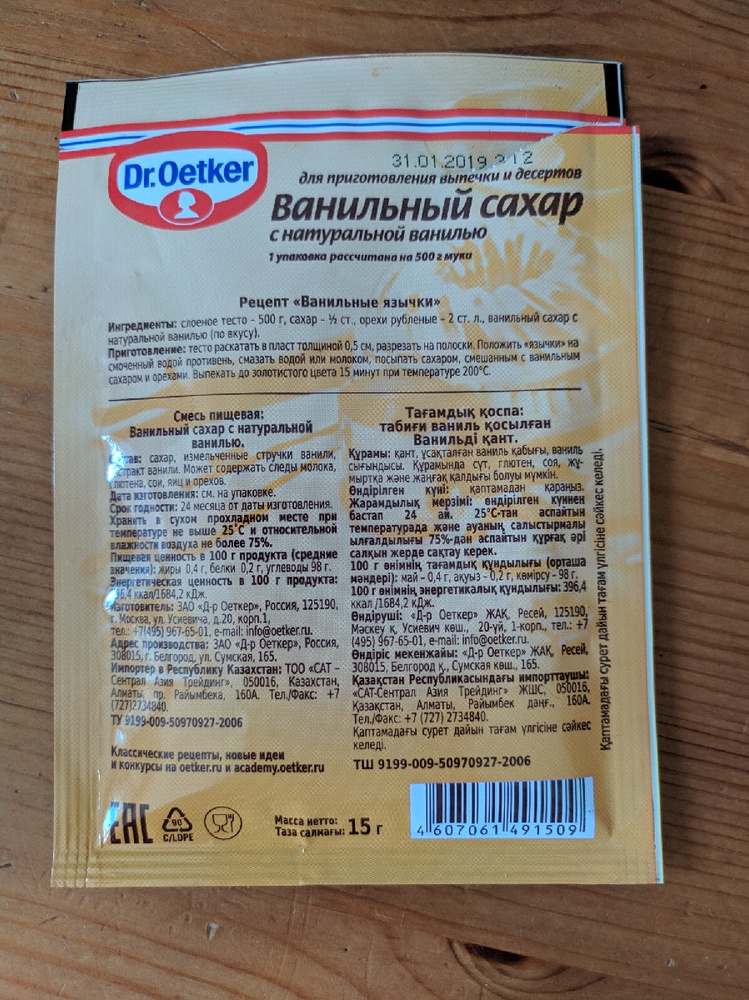 31.01.2019 312
Dr.Oetker
для приготовления выпечки и десертов
Ванильный сахар
с натуральной ванилью
1 упаковка рассчитана на 500 г муки
Рецепт «Ванильные язычки»
Ингредиенты: слоеное тесто - 500 г, сахар - ½ ст., орехи рубленые - 2 ст. л., ванильный сахар с
натуральной ванилью (по вкусу).
Приготовление: тесто раскатать в пласт толщиной 0,5 см, разрезать на полоски. Положить «язычки» на
смоченный водой противень, смазать водой или молоком, посыпать сахаром, смешанным с ванильным
сахаром и орехами. Выпекать до золотистого цвета 15 минут при температуре 200°С.
Смесь пищевая:
Ванильный сахар с натуральной
ванилью.
Состав: сахар, измельченные стручки ванили,
экстракт ванили. Может содержать следы молока,
глютена, сои, яиц и орехов.
Дата изготовления: см. на упаковке.
Срок годности: 24 месяца от даты изготовления.
Хранить в сухом прохладном месте при
температуре не выше 25°С и относительной
влажности воздуха не более 75%.
Пищевая ценность в 100 г продукта (средние
значения): жиры 0,4 г, белки 0,2 г, углеводы 98 г.
Энергетическая ценность в 100 г продукта:
396,4 ккал/1684,2 кДж.
Изготовитель: ЗАО «Д-р Оеткер», Россия, 125190,
г. Москва, ул. Усиевича, д.20, корп.1,
тел.: +7(495) 967-65-01, e-mail: info@oetker.ru.
Адрес производства: ЗАО «Д-р Оеткер», Россия,
308015, г. Белгород, ул. Сумская, 165.
Импортер в Республику Казахстан: ТОО «САТ –
Сентрал Азия Трейдинг», 050016, Казахстан,
Алматы, пр. Райымбека, 160А. Тел./Факс: +7
(727)2734840.
ТУ 9199-009-50970927-2006
Классические рецепты, новые идеи
и конкурсы на oetker.ru и academy.oetker.ru
Тағамдық қоспа:
табиғи ваниль қосылған
Ванильді қант.
Құрамы: қант, ұсақталған ваниль қабығы, ваниль
сығындысы. Құрамында сүт, глютен, соя, жұ-
мыртқа және жаңғақ қалдығы болуы мүмкін.
Өндірілген күні: қаптамадан қараңыз.
Жарамдылық мерзімі: өндірілген күннен
бастап 24 ай. 25°С-тан аспайтын
температурада және ауаның салыстырмалы
ылғалдылығы 75%-дан аспайтын құрғақ әрі
салқын жерде сақтау керек.
100 г өнімнің тағамдық құндылығы (орташа
мәндері): май - 0,4 г, ақуыз - 0,2 г, көмірсу - 98 г.
100 г өнімнің энергетикалық құндылығы: 396,4
ккал /1684,2 кДж.
Өндіруші: «Д-р Оеткер» ЖАҚ, Ресей, 125190,
Мәскеу қ, Усиевич көш., 20-үй, 1-корп., тел.: +7
(495) 967-65-01, e-mail: info@oetker.ru.
Өндіріс мекенжайы: «Д-р Оеткер» ЖАҚ, Ресей,
308015, Белгород қ., Сумская көш., 165.
Қазақстан Республикасындағы импорттаушы:
«САТ-Сентрал Азия Трейдинг» ЖШС, 050016,
Қазақстан, Алматы, Райымбек даңғ., 160А.
Тел./Факс: +7 (727) 2734840.
Қаптамадағы сурет дайын тағам үлгісіне сәйкес
келеді.
ТШ 9199-009-50970927-2006
Қаптамадағы сурет дайын тағам үлгісіне сәйкес келеді.
ЕАС
90
C/LDPE
Масса нетто:
Таза салмағы: 15 г
4 607061 491509